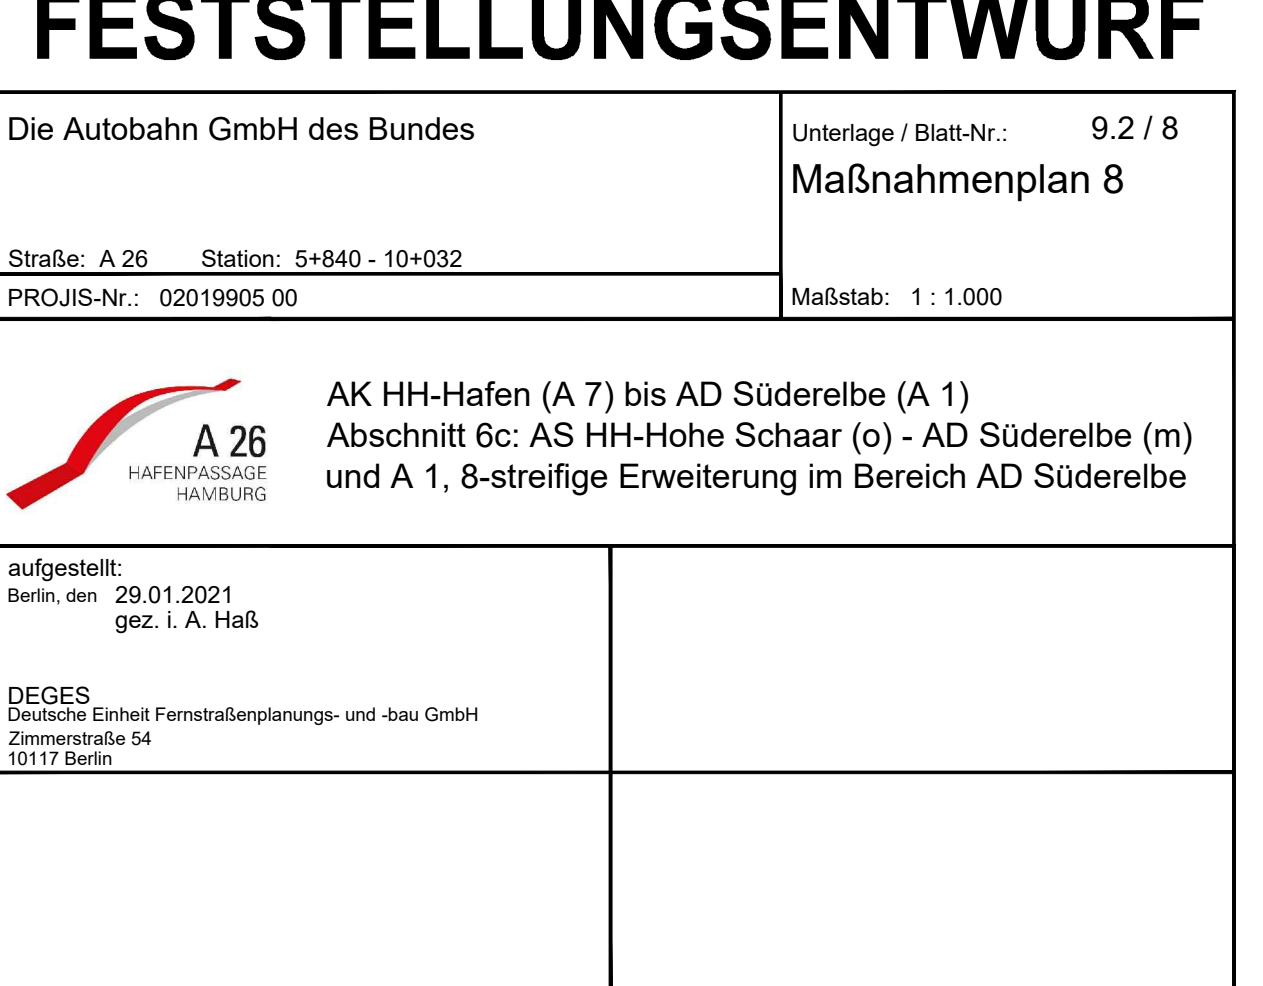 FESTSTELLUNGSENTWURF
Die Autobahn GmbH des Bundes
Unterlage / Blatt-Nr.: 9.2 / 8
Maßnahmenplan 8
Straße: A 26 Station: 5+840 - 10+032
PROJIS-Nr.: 02019905 00
Maßstab: 1 : 1.000
A 26
HAFENPASSAGE
HAMBURG
AK HH-Hafen (A 7) bis AD Süderelbe (A 1)
Abschnitt 6c: AS HH-Hohe Schaar (o) - AD Süderelbe (m)
und A 1, 8-streifige Erweiterung im Bereich AD Süderelbe
aufgestellt:
Berlin, den 29.01.2021
gez. i. A. Haß
DEGES
Deutsche Einheit Fernstraßenplanungs- und -bau GmbH
Zimmerstraße 54
10117 Berlin